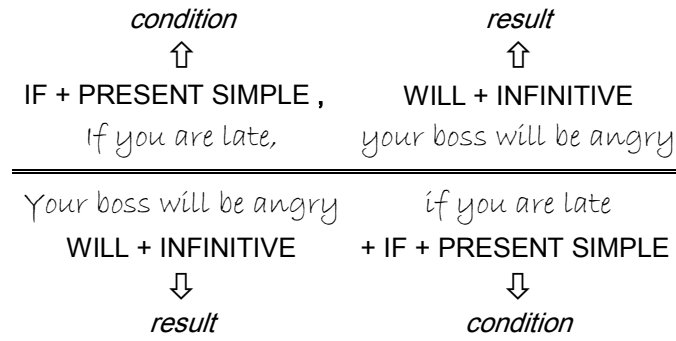 condition result
⇧ ⇧
IF + PRESENT SIMPLE , WILL + INFINITIVE
If you are late, your boss will be angry
Your boss will be angry if you are late
WILL + INFINITIVE + IF + PRESENT SIMPLE
⇩ ⇩
result condition